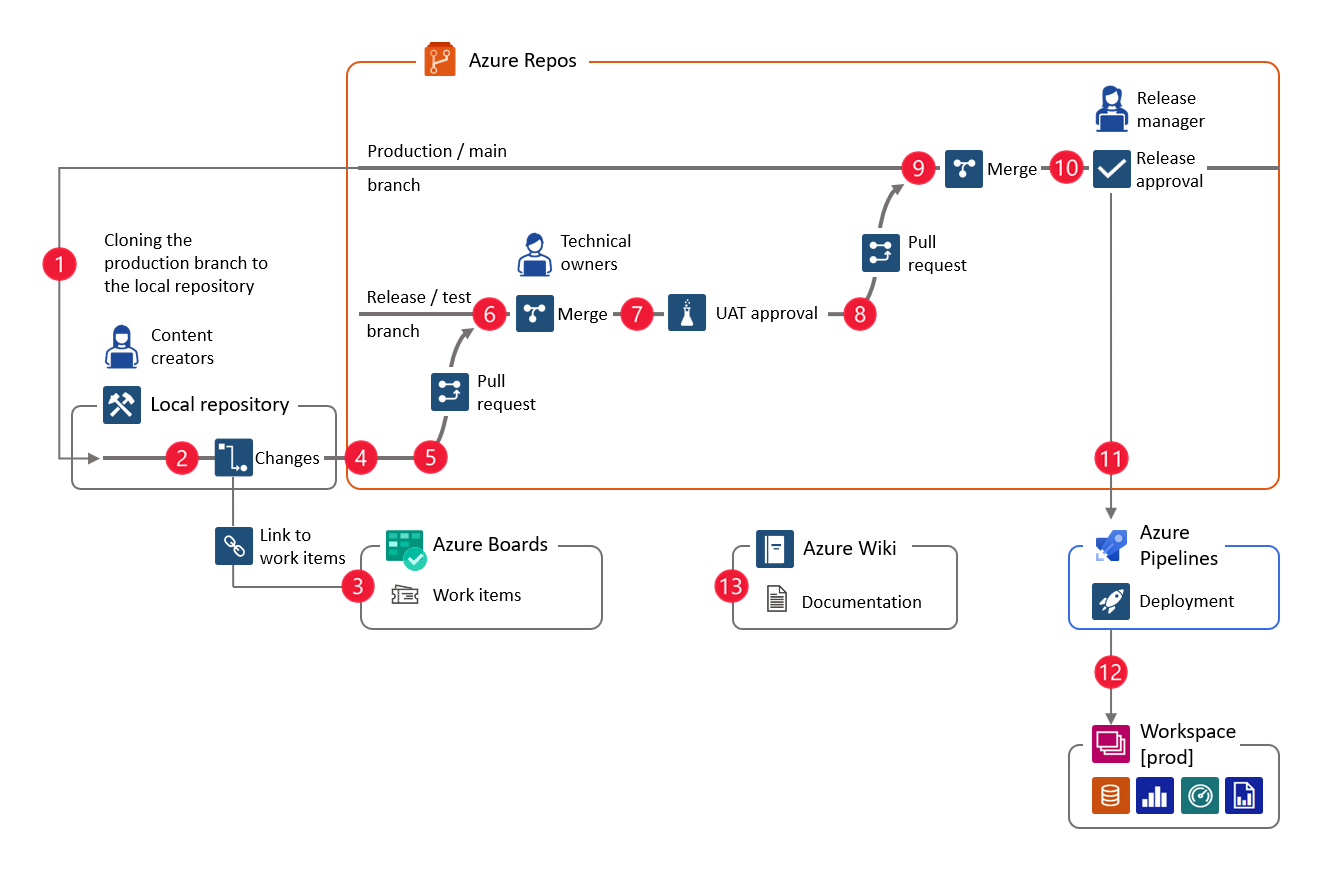 Azure Repos
Release
manager
Production / main
branch
9
Merge
10
Release
approval
1
Cloning the
production branch to
the local repository
Technical
owners
Pull
request
Release / test
branch
6
Merge
7
UAT approval
8
Content
creators
Pull
request
Local repository
2
Changes
4
5
11
Link to
work items
3
Azure Boards
Work items
13
Azure Wiki
Documentation
Azure
Pipelines
Deployment
12
Workspace
[prod]